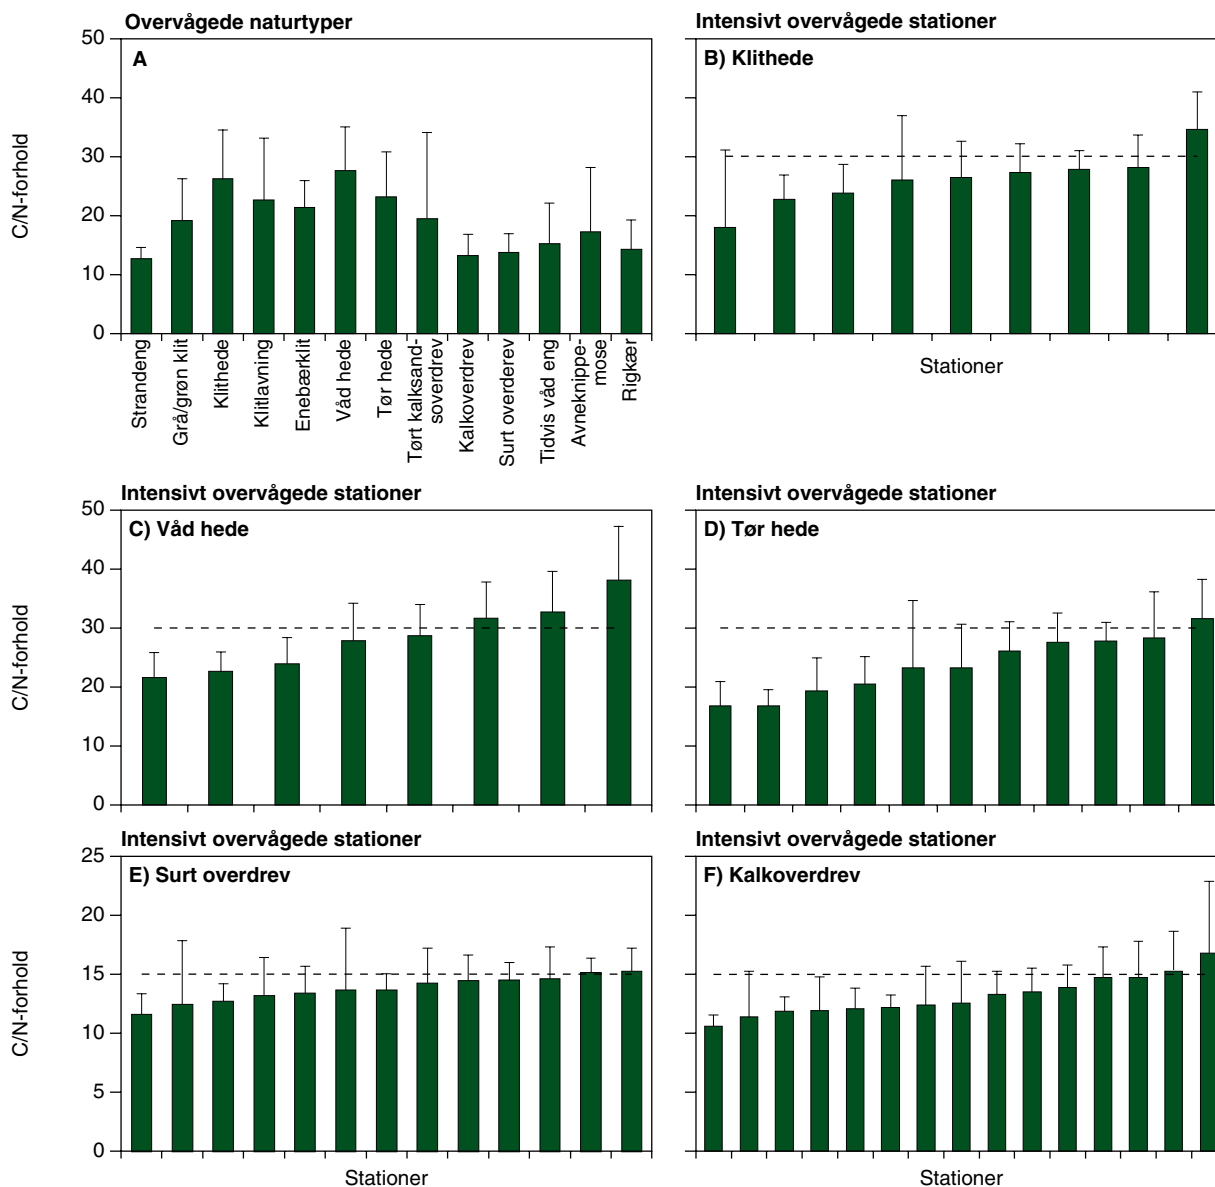 Overvågede naturtyper
A
C/N-forhold
50
40
30
20
10
0
Strandeng
Grå/grøn klit
Klithede
Klitlavning
Enebærklit
Våd hede
Tør hede
Tørt kalksand-
soverdrev
Kalkoverdrev
Surt overderev
Tidvis våd eng
Avneknippe-
mose
Rigkær
Intensivt overvågede stationer
B) Klithede
Stationer
Intensivt overvågede stationer
C) Våd hede
C/N-forhold
50
40
30
20
10
0
Intensivt overvågede stationer
D) Tør hede
Intensivt overvågede stationer
E) Surt overdrev
C/N-forhold
25
20
15
10
5
0
Stationer
Intensivt overvågede stationer
F) Kalkoverdrev
Stationer